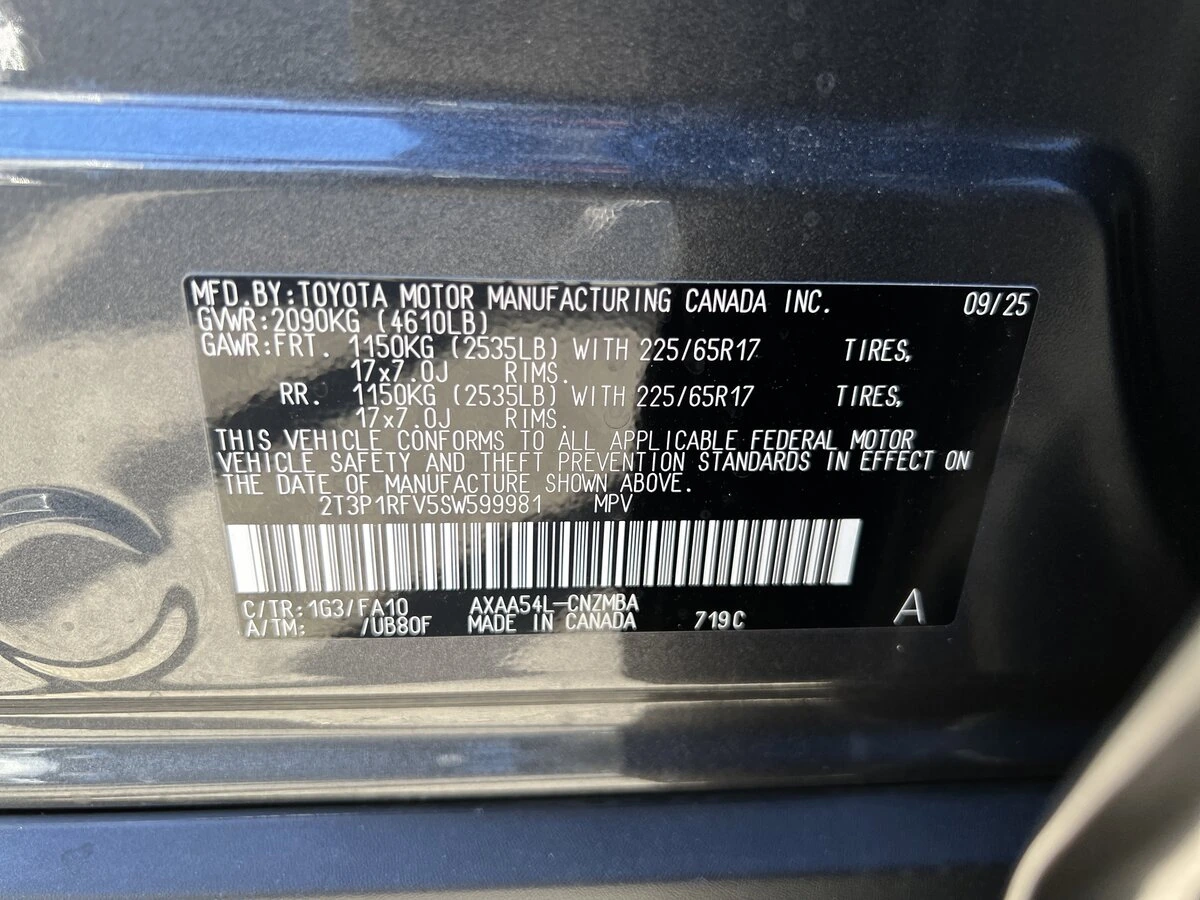 MFD.BY:TOYOTA MOTOR MANUFACTURING CANADA INC. 09/25
GVWR:2090KG (4610LB)
GAWR:FRT. 1150KG (2535LB) WITH 225/65R17 TIRES,
17x7.0J RIMS.
RR. 1150KG (2535LB) WITH 225/65R17 TIRES,
17x7.0J RIMS.
THIS VEHICLE CONFORMS TO ALL APPLICABLE FEDERAL MOTOR
VEHICLE SAFETY AND THEFT PREVENTION STANDARDS IN EFFECT ON
THE DATE OF MANUFACTURE SHOWN ABOVE.
2T3P1RFV5SW599981 MPV
C/TR:1G3/FA10 AXAA54L-CNZMBA
A/TM: /UB80F MADE IN CANADA 719C A